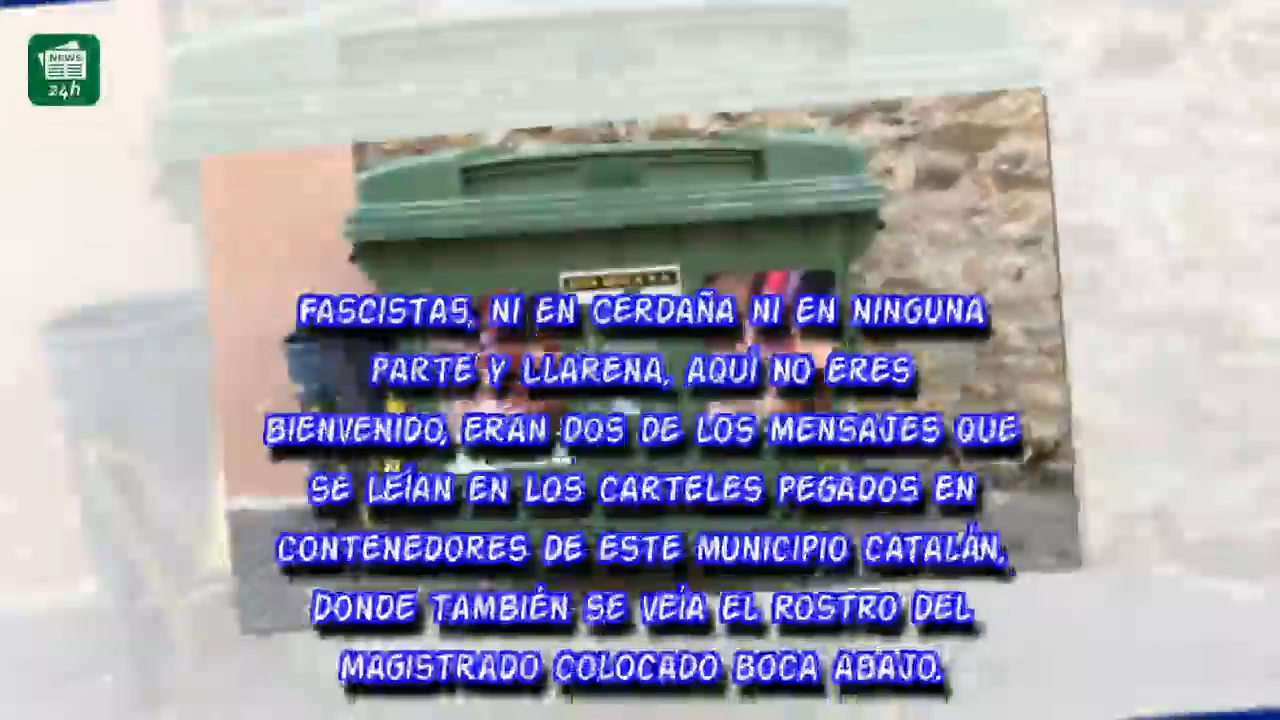 NEWS
24h
FASCISTAS, NI EN CERDAÑA NI EN NINGUNA
PARTE Y LLARENA, AQUÍ NO ERES
BIENVENIDO, ERAN DOS DE LOS MENSAJES QUE
SE LEÍAN EN LOS CARTELES PEGADOS EN
CONTENEDORES DE ESTE MUNICIPIO CATALÁN,
DONDE TAMBIÉN SE VEÍA EL ROSTRO DEL
MAGISTRADO COLOCADO BOCA ABAJO.